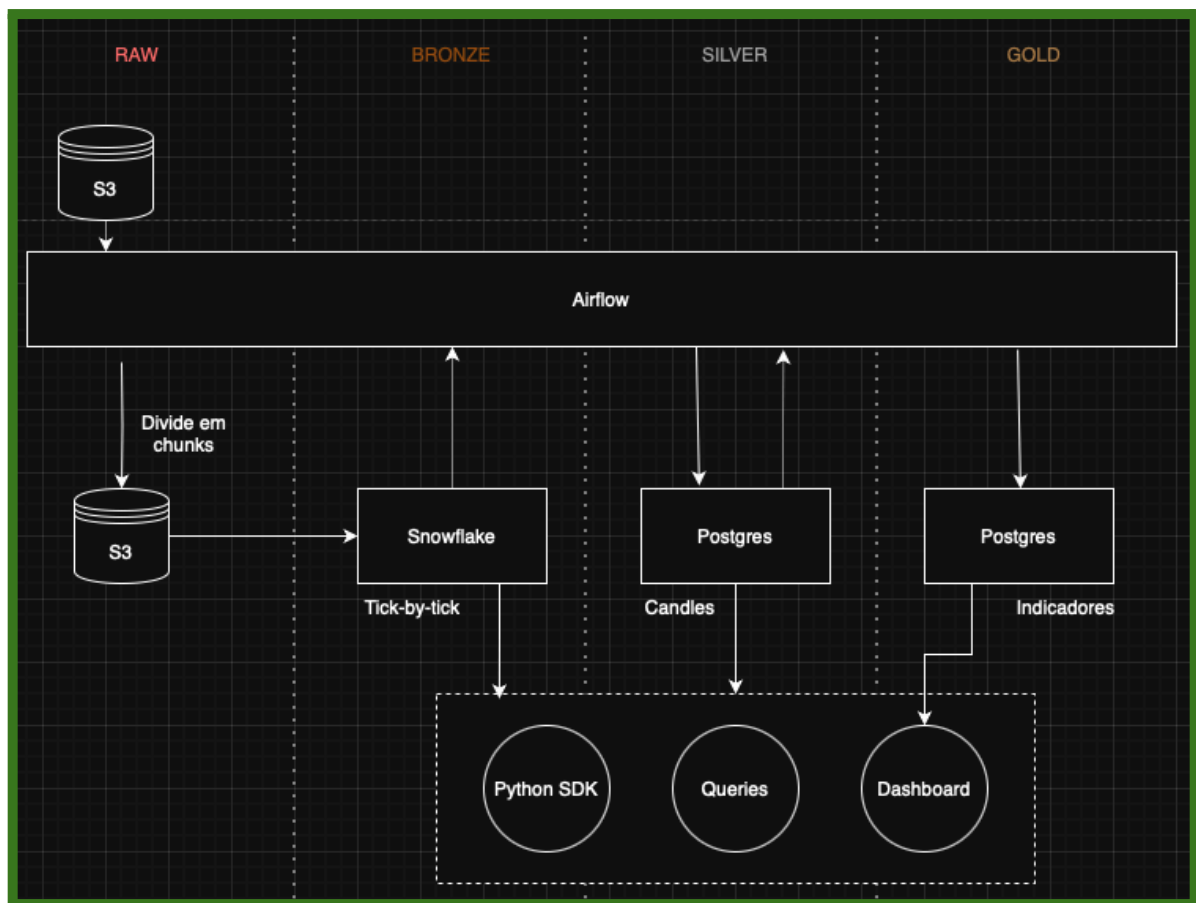 RAW
BRONZE
SILVER
GOLD
S3
Airflow
Divide em
chunks
S3
Snowflake
Postgres
Postgres
Tick-by-tick
Candles
Indicadores
Python SDK
Queries
Dashboard